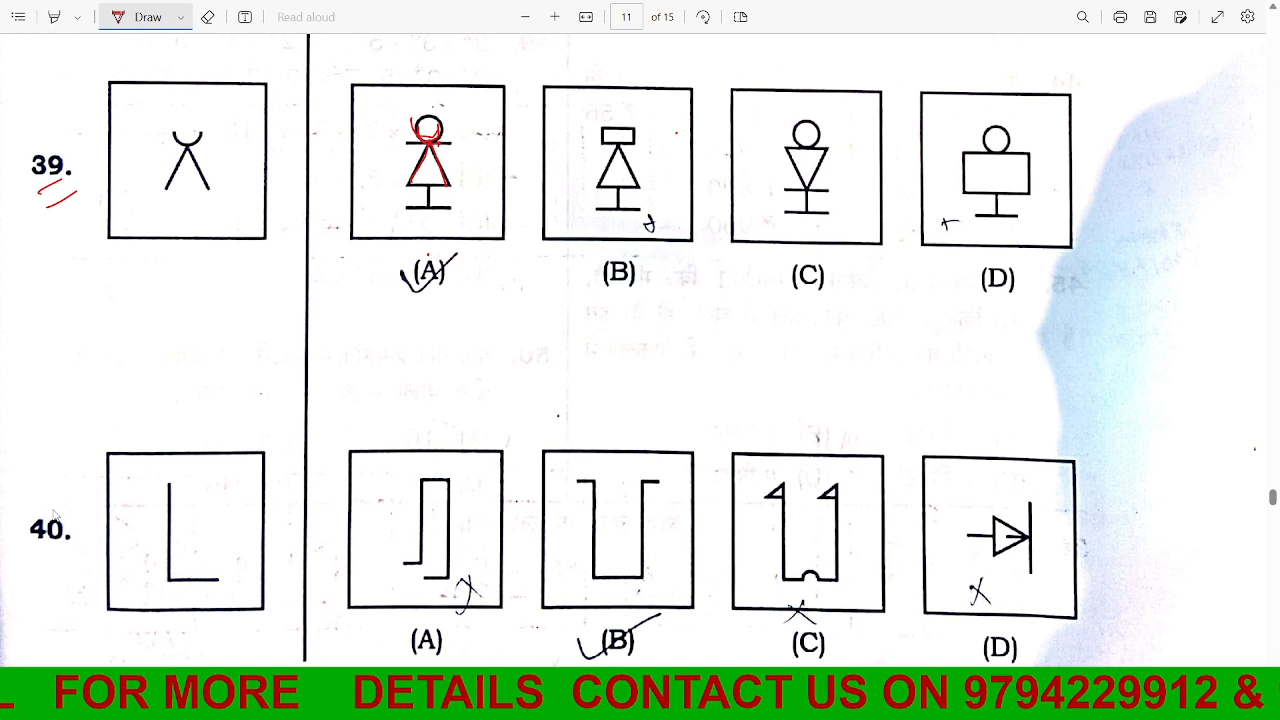 Draw
Read aloud
11 of 15
39.
(A) (B) (C) (D)
40.
(A) (B) (C) (D)
L FOR MORE DETAILS CONTACT US ON 9794229912 &